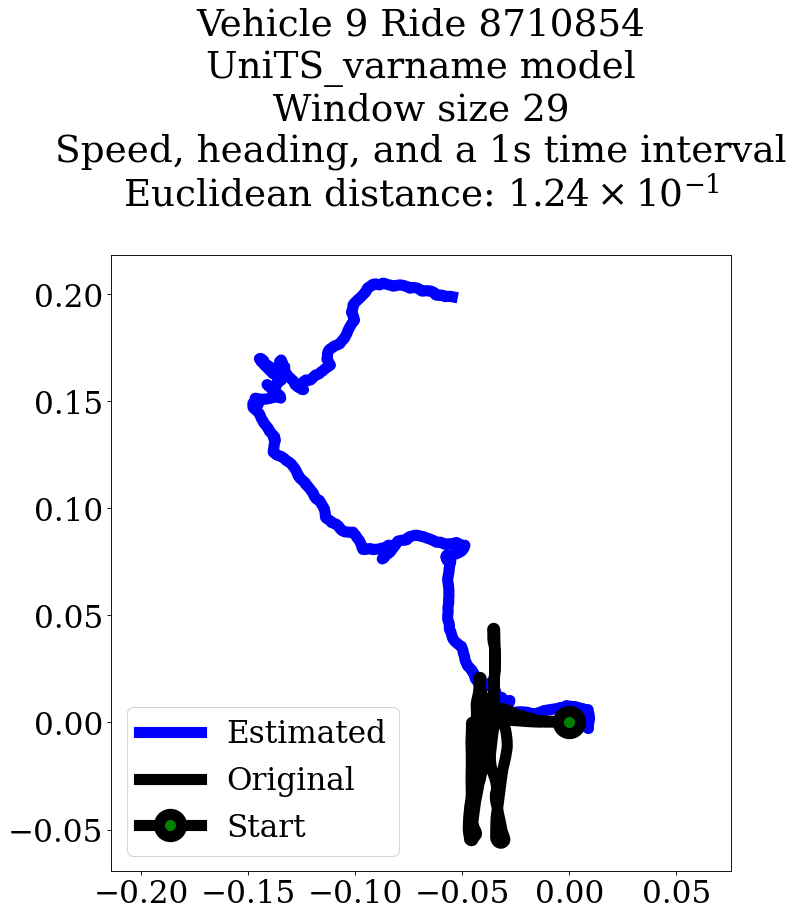 Vehicle 9 Ride 8710854
UniTS_varname model
Window size 29
Speed, heading, and a 1s time interval
Euclidean distance: 1.24 × 10⁻¹
0.20
0.15
0.10
0.05
0.00
−0.05
Estimated
Original
Start
−0.20 −0.15 −0.10 −0.05 0.00 0.05